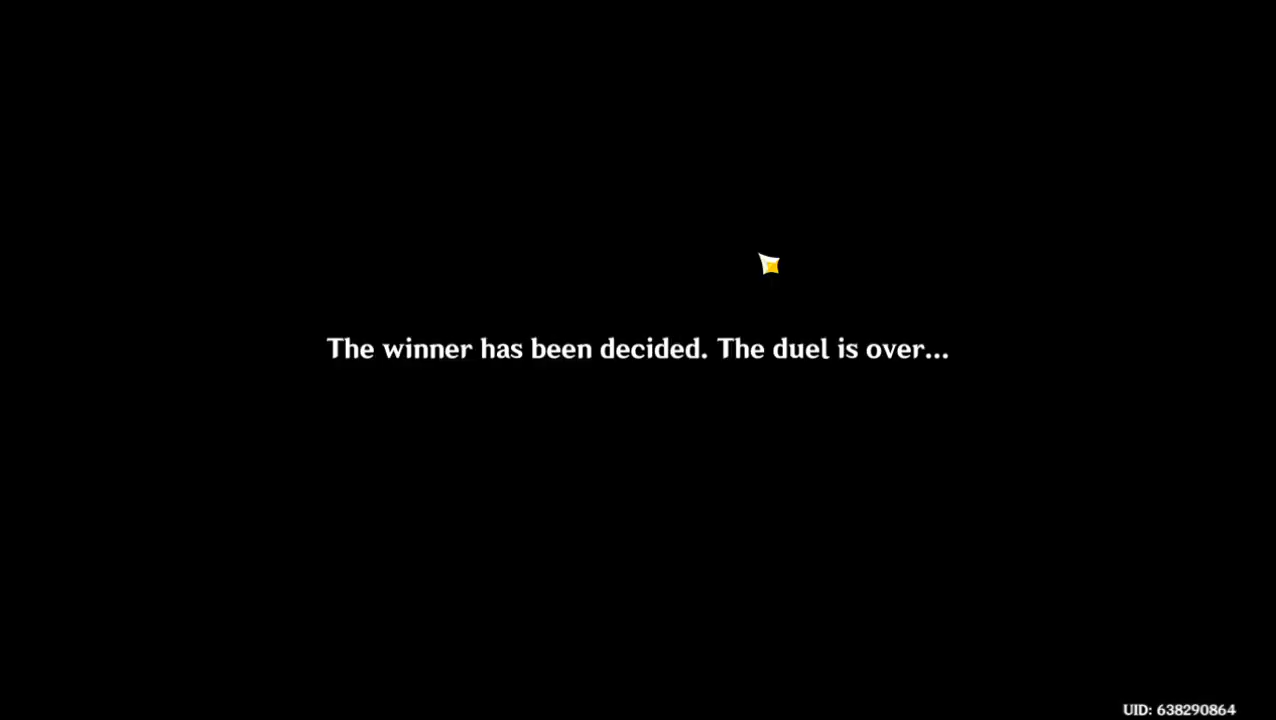 The winner has been decided. The duel is over...
UID: 638290864